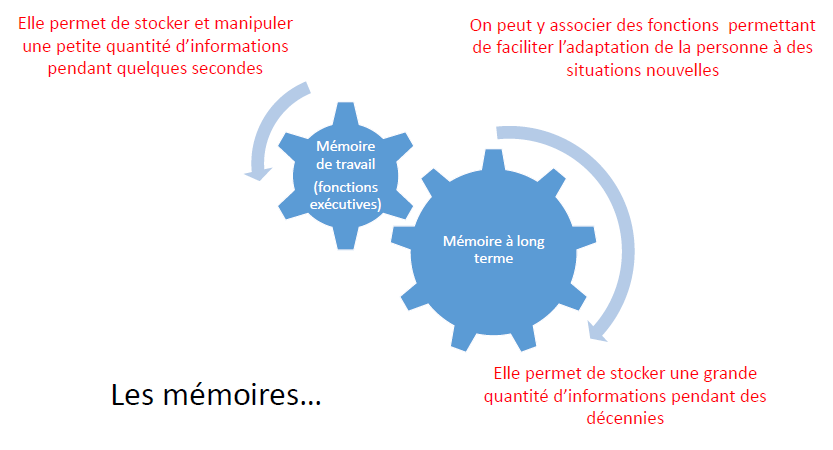 Elle permet de stocker et manipuler
une petite quantité d’informations
pendant quelques secondes
On peut y associer des fonctions permettant
de faciliter l’adaptation de la personne à des
situations nouvelles
Mémoire
de travail
(fonctions
exécutives)
Mémoire à long
terme
Elle permet de stocker une grande
quantité d’informations pendant des
décennies
Les mémoires...